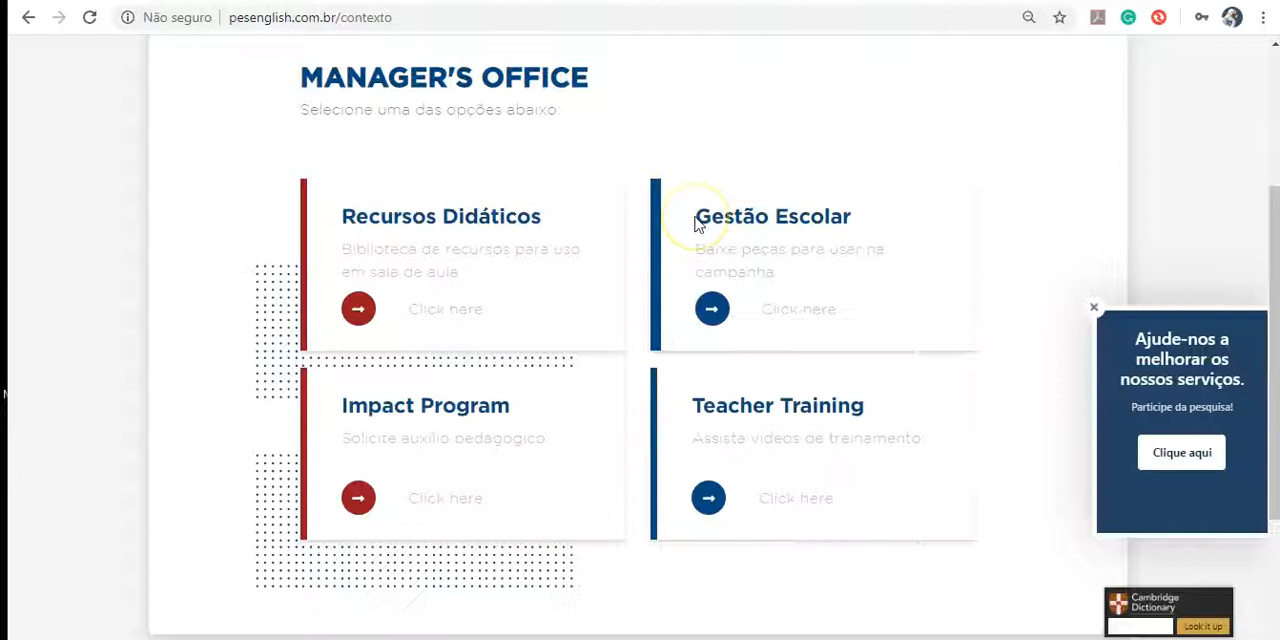 Não seguro
pesenglish.com.br/contexto
MANAGER'S OFFICE
Selecione uma das opções abaixo:
Recursos Didáticos
Biblioteca de recursos para uso
em sala de aula
Click here
Gestão Escolar
Baixe peças para usar na
campanha
Click here
Impact Program
Solicite auxílio pedagogico
Click here
Teacher Training
Assista videos de treinamento
Click here
Ajude-nos a
melhorar os
nossos serviços.
Participe da pesquisa!
Clique aqui
Cambridge
Dictionary
Look it up